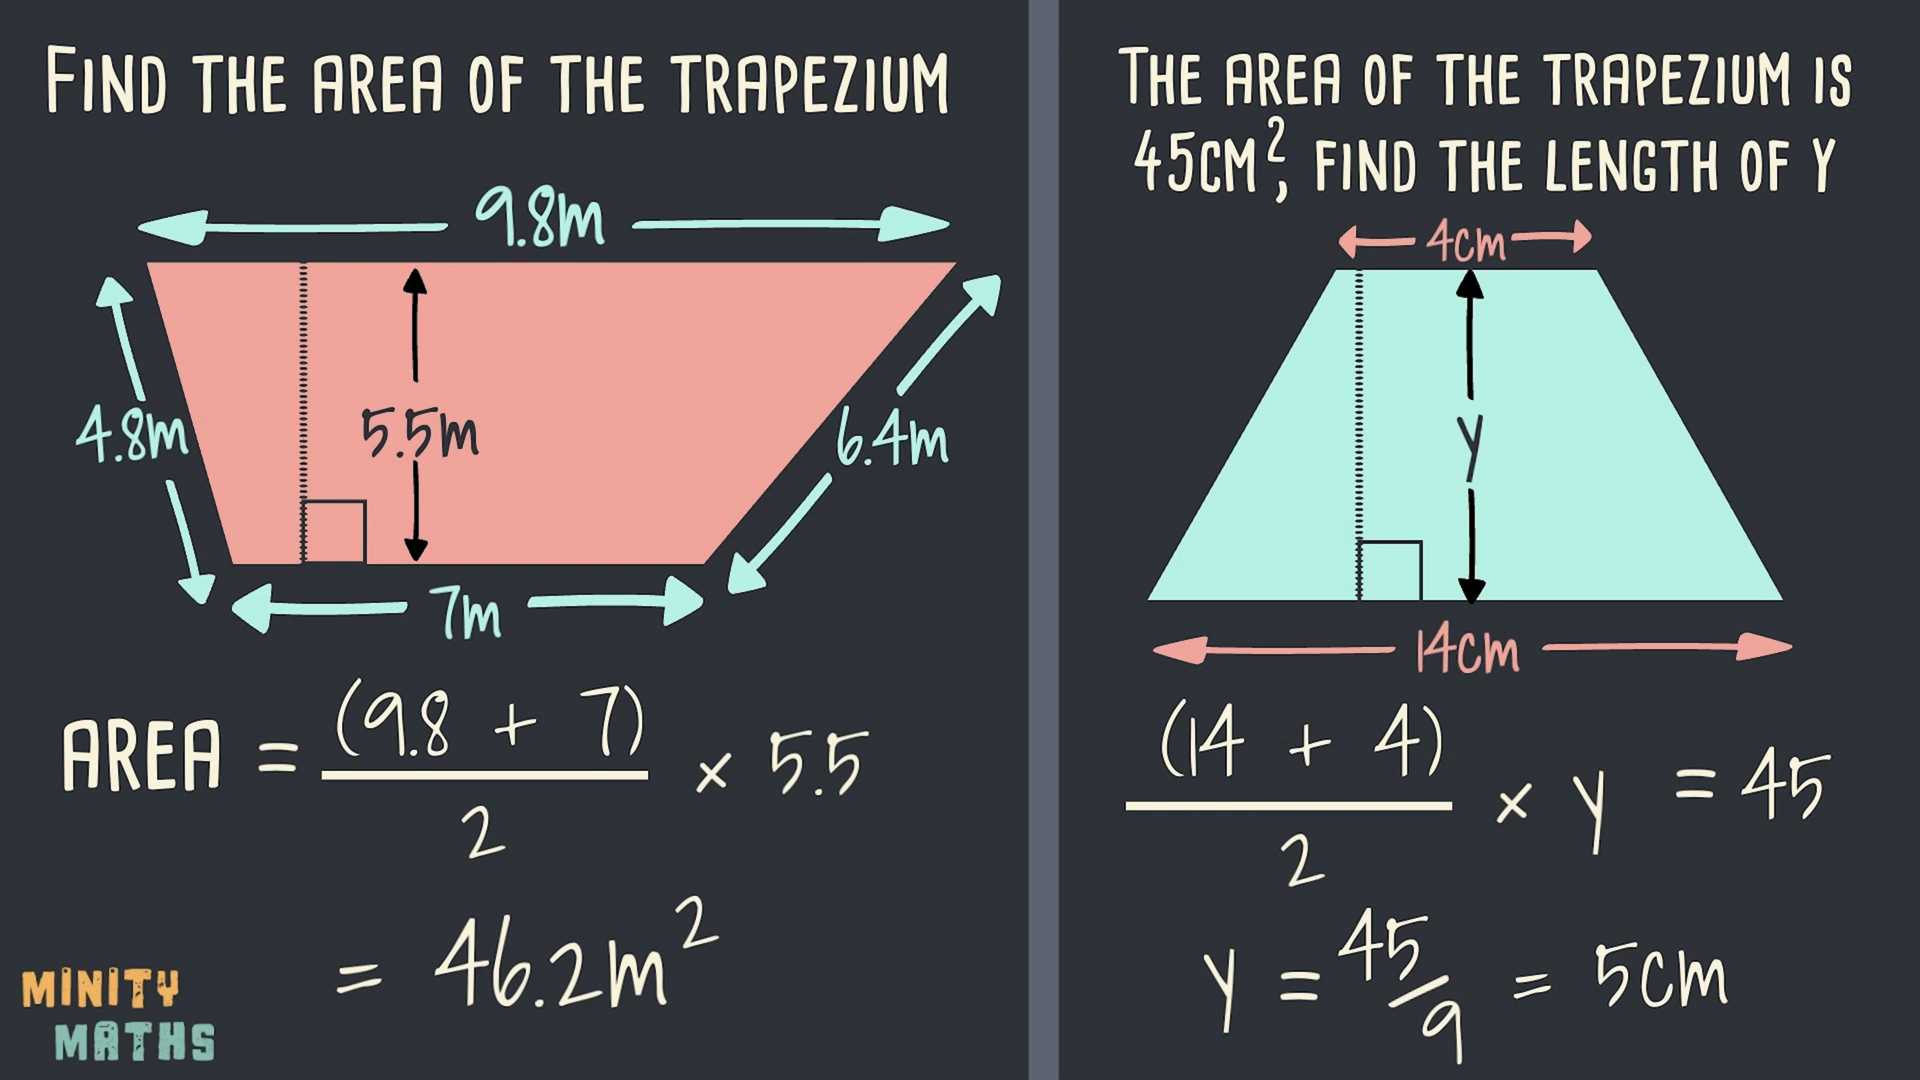 FIND THE AREA OF THE TRAPEZIUM
9.8m
4.8m
5.5m
6.4m
7m
AREA = (9.8 + 7) / 2 × 5.5
= 46.2m²
MINITY
MATHS
THE AREA OF THE TRAPEZIUM IS
45CM², FIND THE LENGTH OF Y
4cm
y
14cm
(14 + 4) / 2 × y = 45
y = 45/9 = 5cm